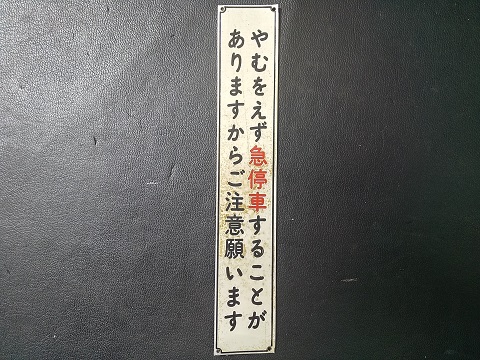 やむをえず急停車することが
ありますからご注意願います